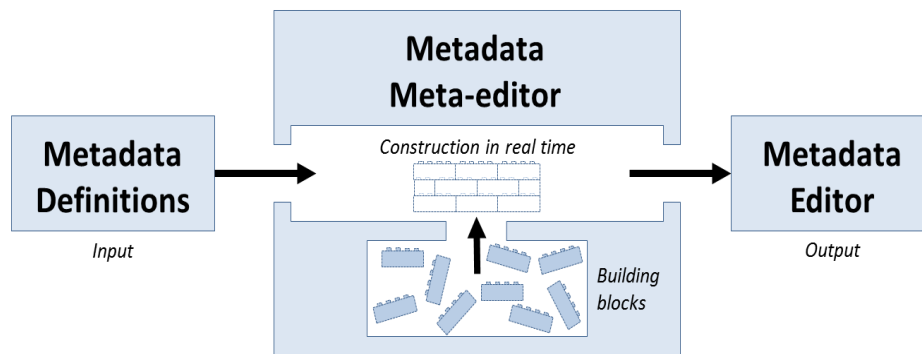 Metadata
Meta-editor
Construction in real time
Metadata
Definitions
Input
Building
blocks
Metadata
Editor
Output